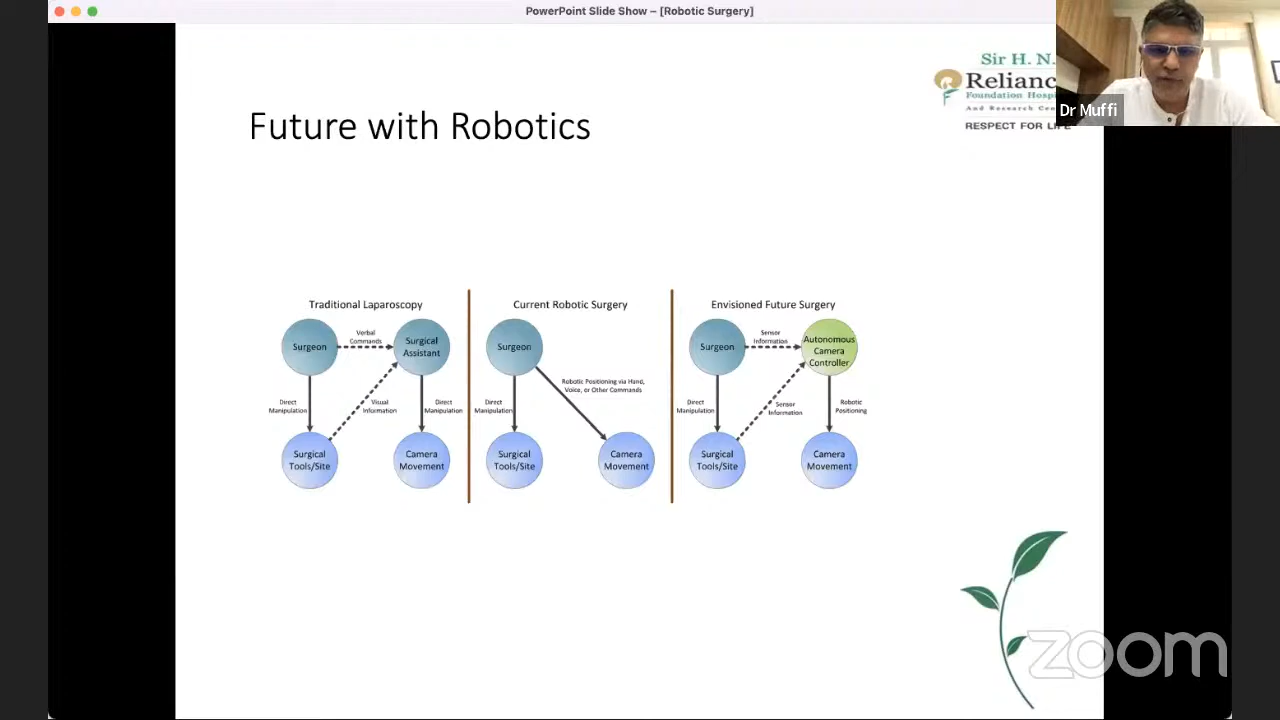 PowerPoint Slide Show – [Robotic Surgery]
Sir H. N.
Relianc
Foundation Hospi
And Research Ce
RESPECT FOR LIFE
Dr Muffi
Future with Robotics
Traditional Laparoscopy
Surgeon
Verbal
Commands
Surgical
Assistant
Direct
Manipulation
Visual
Information
Direct
Manipulation
Surgical
Tools/Site
Camera
Movement
Current Robotic Surgery
Surgeon
Robotic Positioning via Hand,
Voice, or Other Commands
Direct
Manipulation
Surgical
Tools/Site
Camera
Movement
Envisioned Future Surgery
Surgeon
Sensor
Information
Autonomous
Camera
Controller
Direct
Manipulation
Sensor
Information
Robotic
Positioning
Surgical
Tools/Site
Camera
Movement
zoom